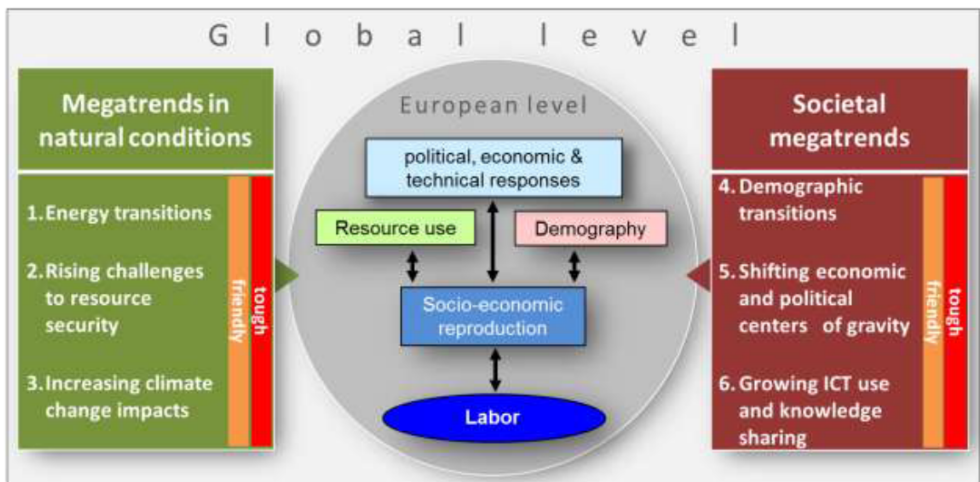 Global level
Megatrends in
natural conditions
1. Energy transitions
2. Rising challenges
to resource
security
3. Increasing climate
change impacts
friendly
tough
European level
political, economic &
technical responses
Resource use
Demography
Socio-economic
reproduction
Labor
Societal
megatrends
4. Demographic
transitions
5. Shifting economic
and political
centers of gravity
6. Growing ICT use
and knowledge
sharing
friendly
tough